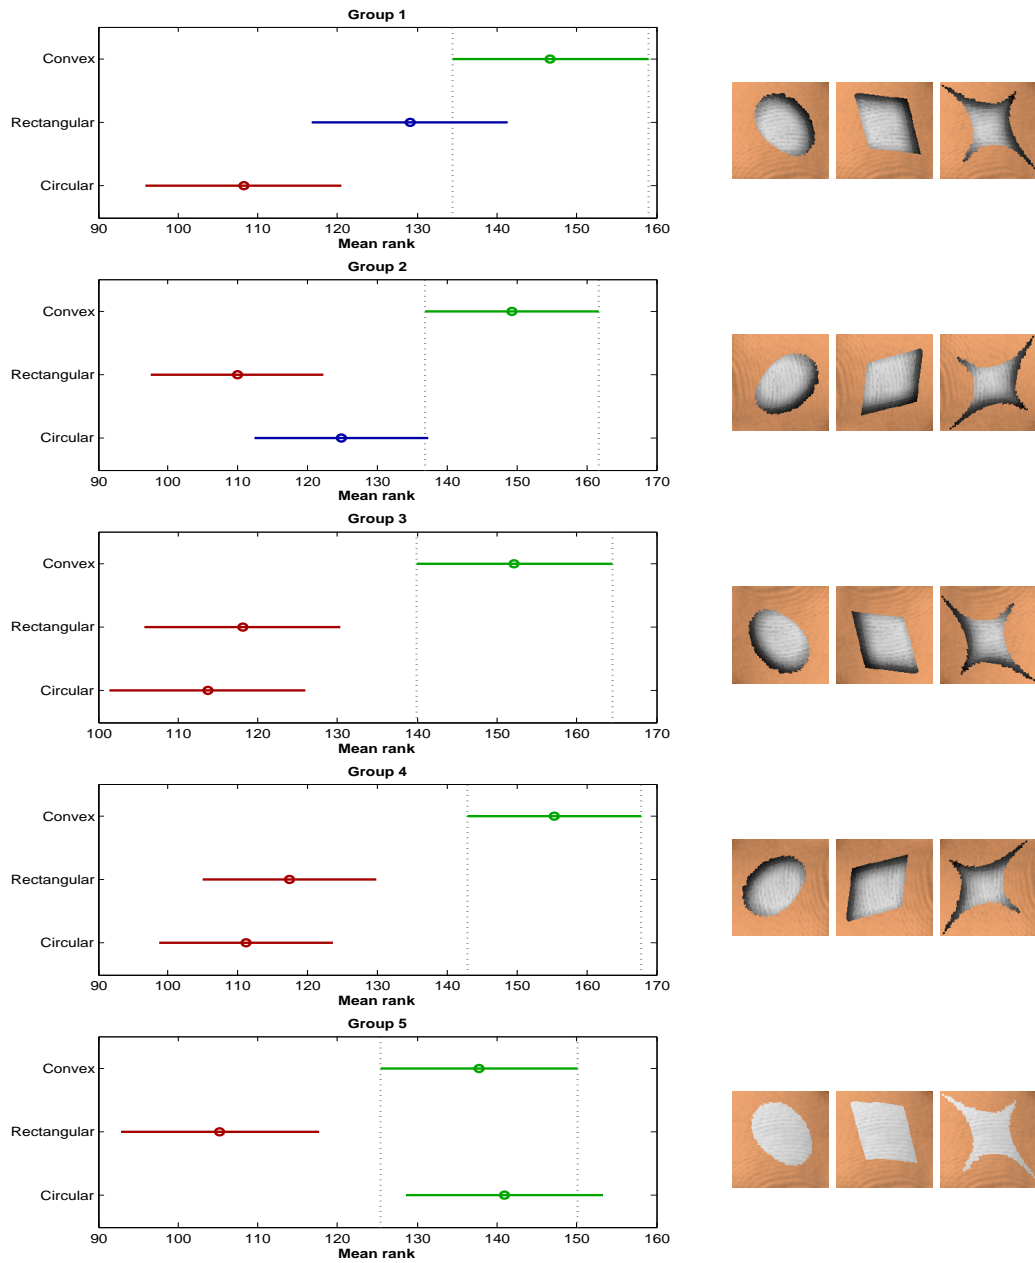 Group 1
Convex
Rectangular
Circular
90 100 110 120 130 140 150 160
Mean rank
Group 2
Convex
Rectangular
Circular
90 100 110 120 130 140 150 160 170
Mean rank
Group 3
Convex
Rectangular
Circular
100 110 120 130 140 150 160 170
Mean rank
Group 4
Convex
Rectangular
Circular
90 100 110 120 130 140 150 160 170
Mean rank
Group 5
Convex
Rectangular
Circular
90 100 110 120 130 140 150 160
Mean rank